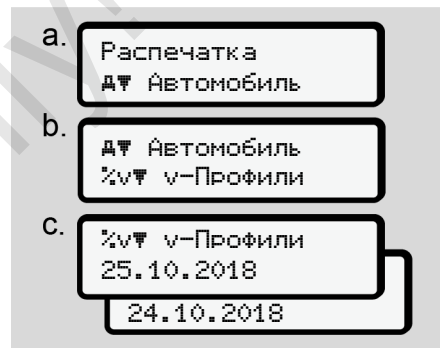 a.
Распечатка
А▼ Автомобиль
b.
А▼ Автомобиль
%v▼ v-Профили
c.
%v▼ v-Профили
25.10.2018
24.10.2018